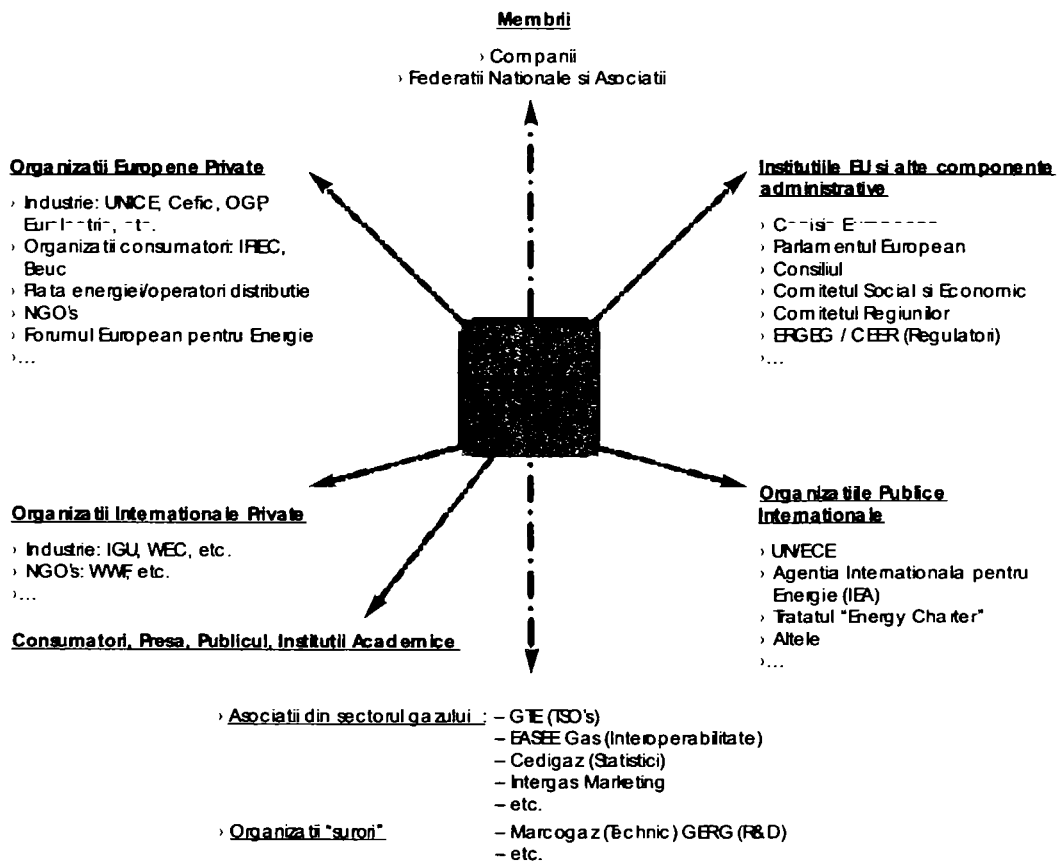 Membrii
› Companii
› Federatii Nationale si Asociatii
Organizatii Europene Private
› Industrie: UNICE, Cefic, OGP,
› Organizatii consumatori: IFIEC,
Beuc
› Piata energiei/operatori distributie
› NGO's
› Forumul European pentru Energie
›...
Institutiile EU si alte componente
administrative
› Parlamentul European
› Consiliul
› Comitetul Social si Economic
› Comitetul Regiunilor
› ERGEG / CEER (Regulatori)
›...
Organizatii Internationale Private
› Industrie: IGU, WEC, etc.
› NGO's: WWF, etc.
›...
Organizatiile Publice
Internationale
› UN/ECE
› Agentia Internationala pentru
Energie (IEA)
› Tratatul "Energy Charter"
› Altele
›...
Consumatori, Presa, Publicul, Institutii Academice
› Asociatii din sectorul gazului : – GTE (TSO's)
– EASEE Gas (Interoperabilitate)
– Cedigaz (Statistici)
– Intergas Marketing
– etc.
› Organizatii "surori" – Marcogaz (Technic) GERG (R&D)
– etc.